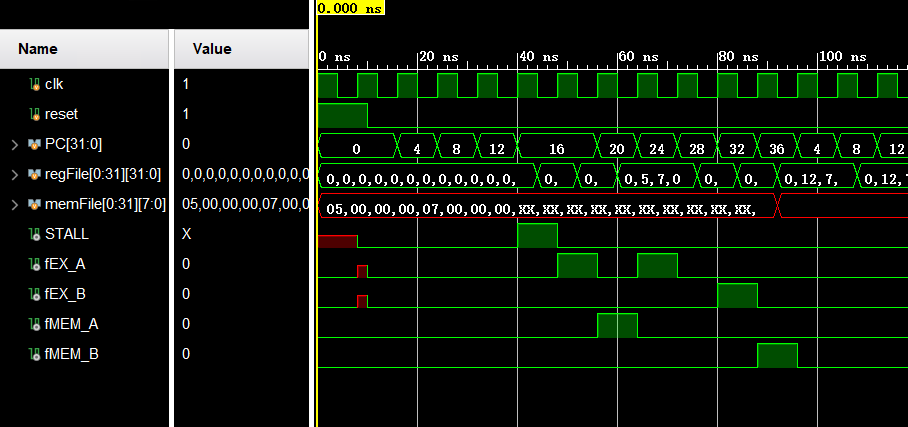 0.000 ns
Name Value 0 ns 20 ns 40 ns 60 ns 80 ns 100 ns
clk 1
reset 1
PC[31:0] 0 0 4 8 12 16 20 24 28 32 36 4 8 12
regFile[0:31][31:0] 0,0,0,0,0,0,0,0,0,0 0,0,0,0,0,0,0,0,0,0,0,0, 0, 0, 0,5,7,0 0, 0, 0,12,7, 0,12,7
memFile[0:31][7:0] 05,00,00,00,07,00,0 05,00,00,00,07,00,00,00,XX,XX,XX,XX,XX,XX,XX,XX,XX,XX,
STALL X
fEX_A 0
fEX_B 0
fMEM_A 0
fMEM_B 0